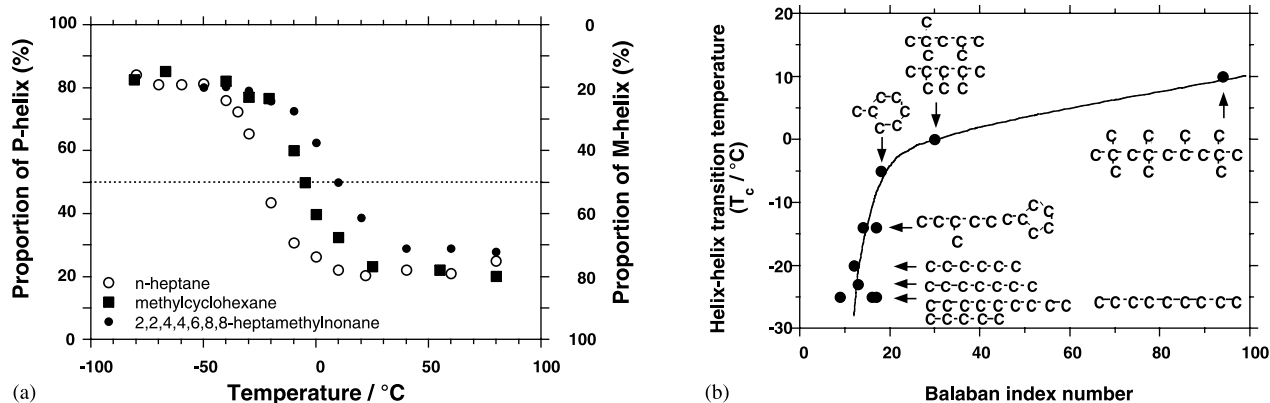 (a)
Proportion of P-helix (%)
100
80
60
40
20
0
Proportion of M-helix (%)
0
20
40
60
80
100
n-heptane
methylcyclohexane
2,2,4,4,6,8,8-heptamethylnonane
-100
-50
0
50
100
Temperature / °C
(b)
Helix-helix transition temperature
(Tc / °C)
20
10
0
-10
-20
-30
C
C-C-C-C-C
C C
C-C-C-C-C
C C C
C-C-C-C-C C-C
C
C-C-C-C-C-C
C-C-C-C-C-C-C
C-C-C-C-C-C-C-C-C
C-C-C-C-C
C C C C
C-C-C-C-C-C-C-C-C
C C C
C-C-C-C-C-C-C-C-C
0
20
40
60
80
100
Balaban index number